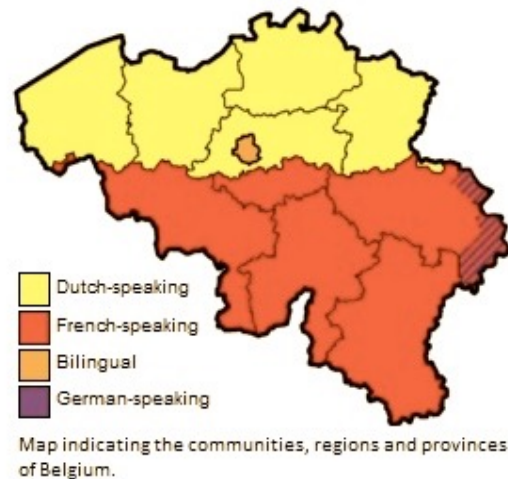 Dutch-speaking
French-speaking
Bilingual
German-speaking
Map indicating the communities, regions and provinces
of Belgium.